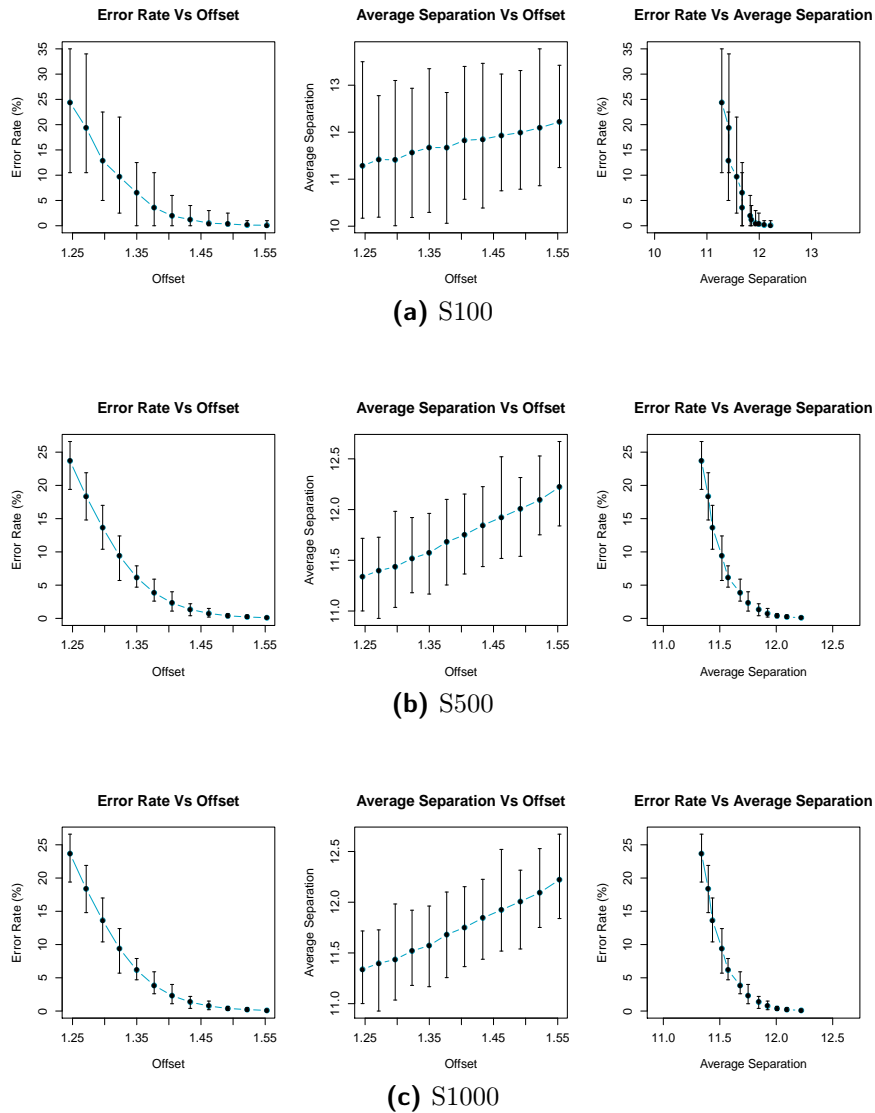 Error Rate Vs Offset
Average Separation Vs Offset
Error Rate Vs Average Separation
Error Rate (%)
0 5 10 15 20 25 30 35
1.25 1.35 1.45 1.55
Offset
Average Separation
10 11 12 13
1.25 1.35 1.45 1.55
Offset
Error Rate (%)
0 5 10 15 20 25 30 35
10 11 12 13
Average Separation
(a) S100
Error Rate Vs Offset
Average Separation Vs Offset
Error Rate Vs Average Separation
Error Rate (%)
0 5 10 15 20 25
1.25 1.35 1.45 1.55
Offset
Average Separation
11.0 11.5 12.0 12.5
1.25 1.35 1.45 1.55
Offset
Error Rate (%)
0 5 10 15 20 25
11.0 11.5 12.0 12.5
Average Separation
(b) S500
Error Rate Vs Offset
Average Separation Vs Offset
Error Rate Vs Average Separation
Error Rate (%)
0 5 10 15 20 25
1.25 1.35 1.45 1.55
Offset
Average Separation
11.0 11.5 12.0 12.5
1.25 1.35 1.45 1.55
Offset
Error Rate (%)
0 5 10 15 20 25
11.0 11.5 12.0 12.5
Average Separation
(c) S1000